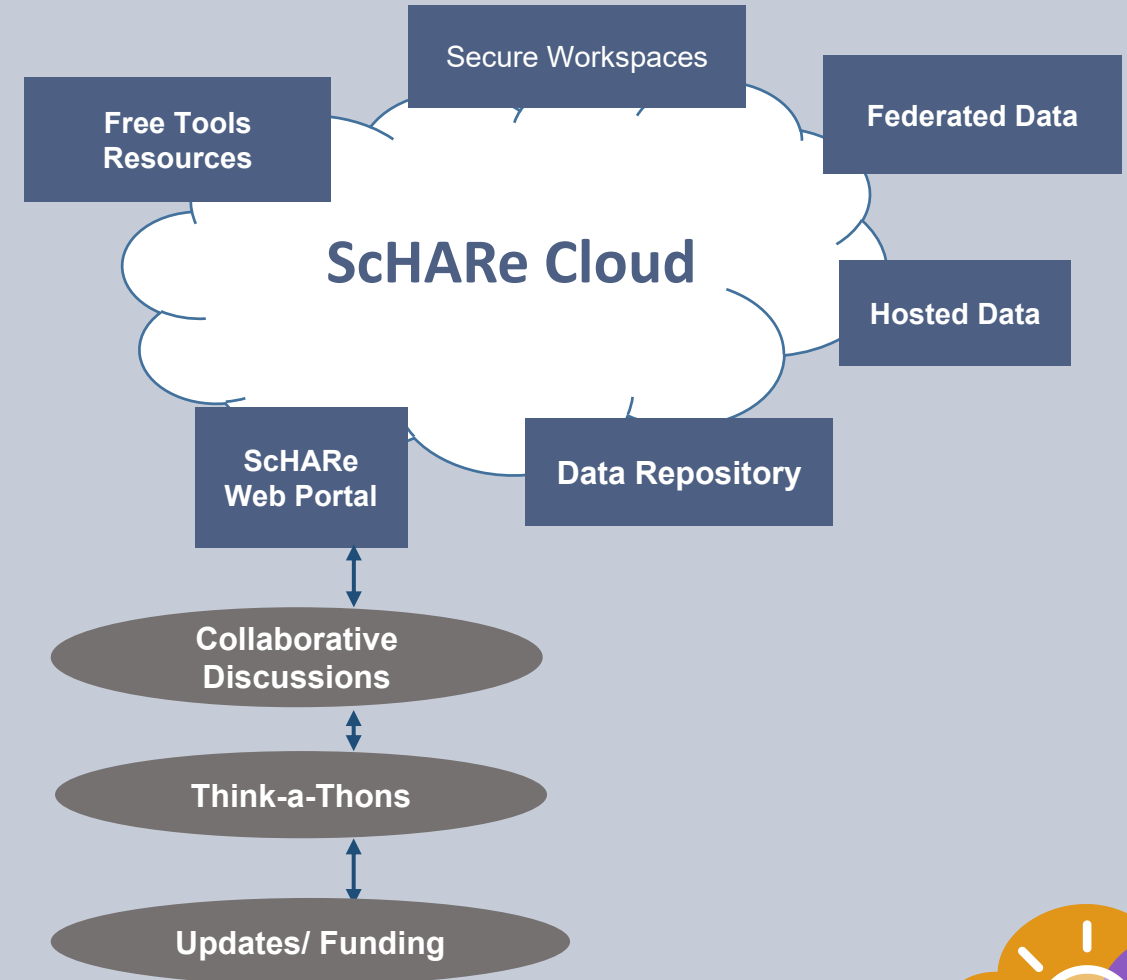 Secure Workspaces
Free Tools
Resources
Federated Data
ScHARe Cloud
Hosted Data
ScHARe
Web Portal
Data Repository
Collaborative
Discussions
Think-a-Thons
Updates/ Funding